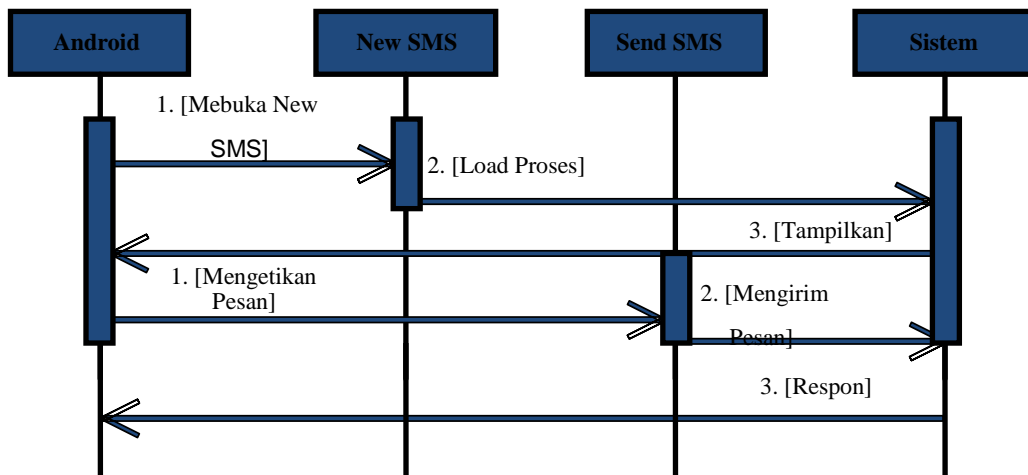 Android
New SMS
Send SMS
Sistem
1. [Mebuka New
SMS]
2. [Load Proses]
3. [Tampilkan]
1. [Mengetikan
Pesan]
2. [Mengirim
Pesan]
3. [Respon]